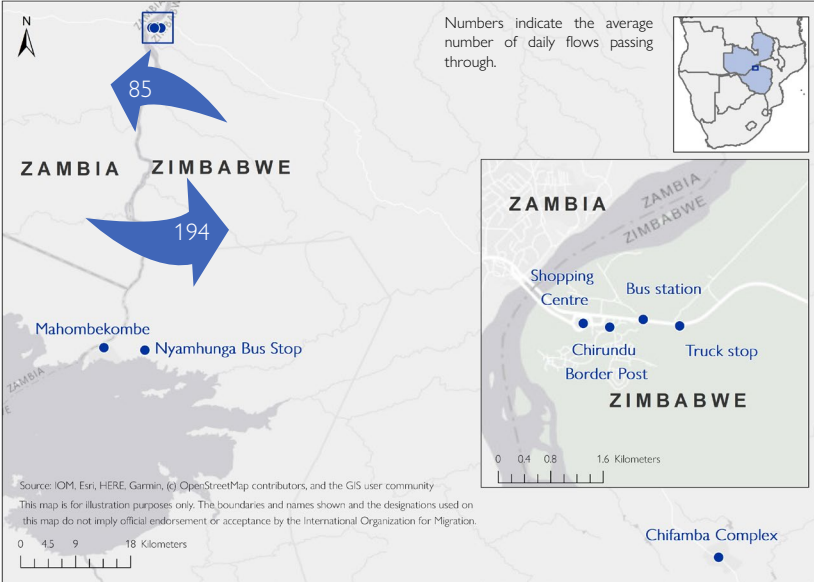 N
ZAMBIA
ZIMBABWE
Numbers indicate the average
number of daily flows passing
through.
85
ZAMBIA
ZIMBABWE
194
ZAMBIA
ZAMBIA
ZIMBABWE
Shopping
Centre
Bus station
Chirundu
Border Post
Truck stop
ZIMBABWE
Mahombekombe
Nyamhunga Bus Stop
ZAMBIA
Source: IOM, Esri, HERE, Garmin, (c) OpenStreetMap contributors, and the GIS user community
This map is for illustration purposes only. The boundaries and names shown and the designations used on
this map do not imply official endorsement or acceptance by the International Organization for Migration.
0 4.5 9 18 Kilometers
0 0.4 0.8 1.6 Kilometers
Chifamba Complex